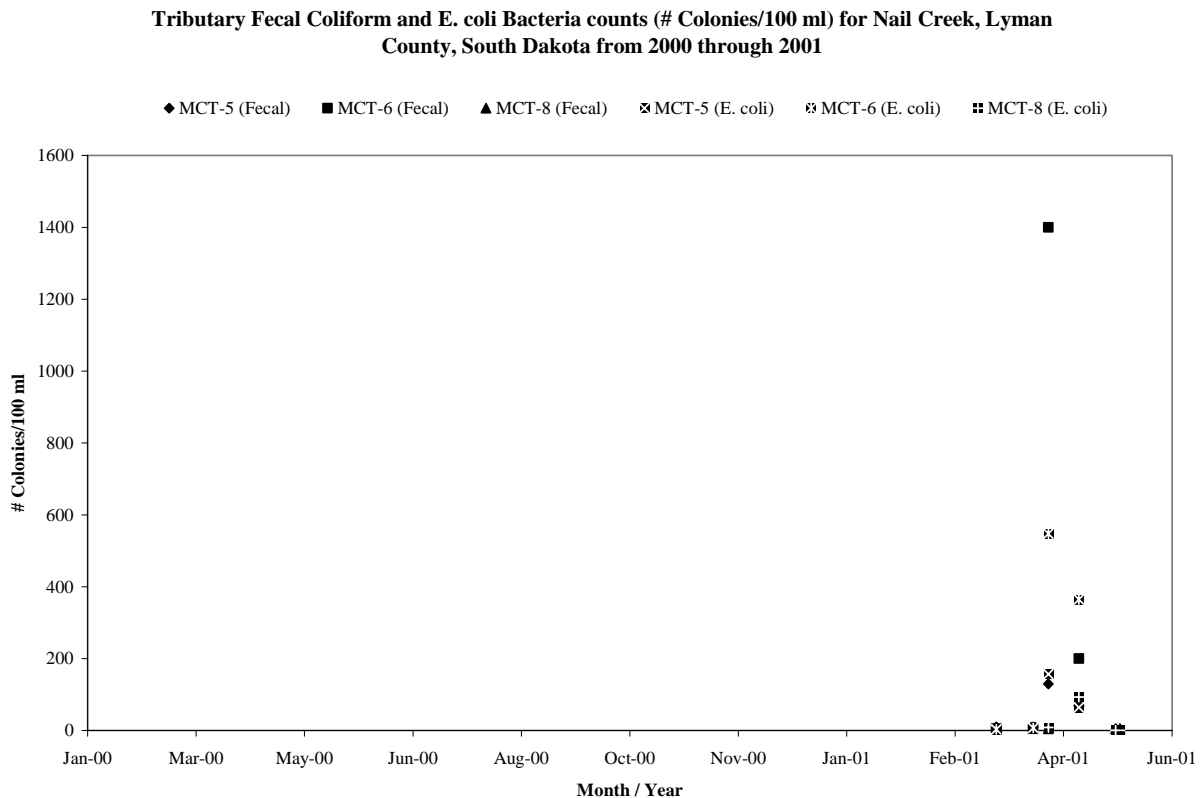 Tributary Fecal Coliform and E. coli Bacteria counts (# Colonies/100 ml) for Nail Creek, Lyman
County, South Dakota from 2000 through 2001
MCT-5 (Fecal) MCT-6 (Fecal) MCT-8 (Fecal) MCT-5 (E. coli) MCT-6 (E. coli) MCT-8 (E. coli)
1600
1400
1200
1000
800
600
400
200
0
# Colonies/100 ml
Jan-00 Mar-00 May-00 Jun-00 Aug-00 Oct-00 Nov-00 Jan-01 Feb-01 Apr-01 Jun-01
Month / Year